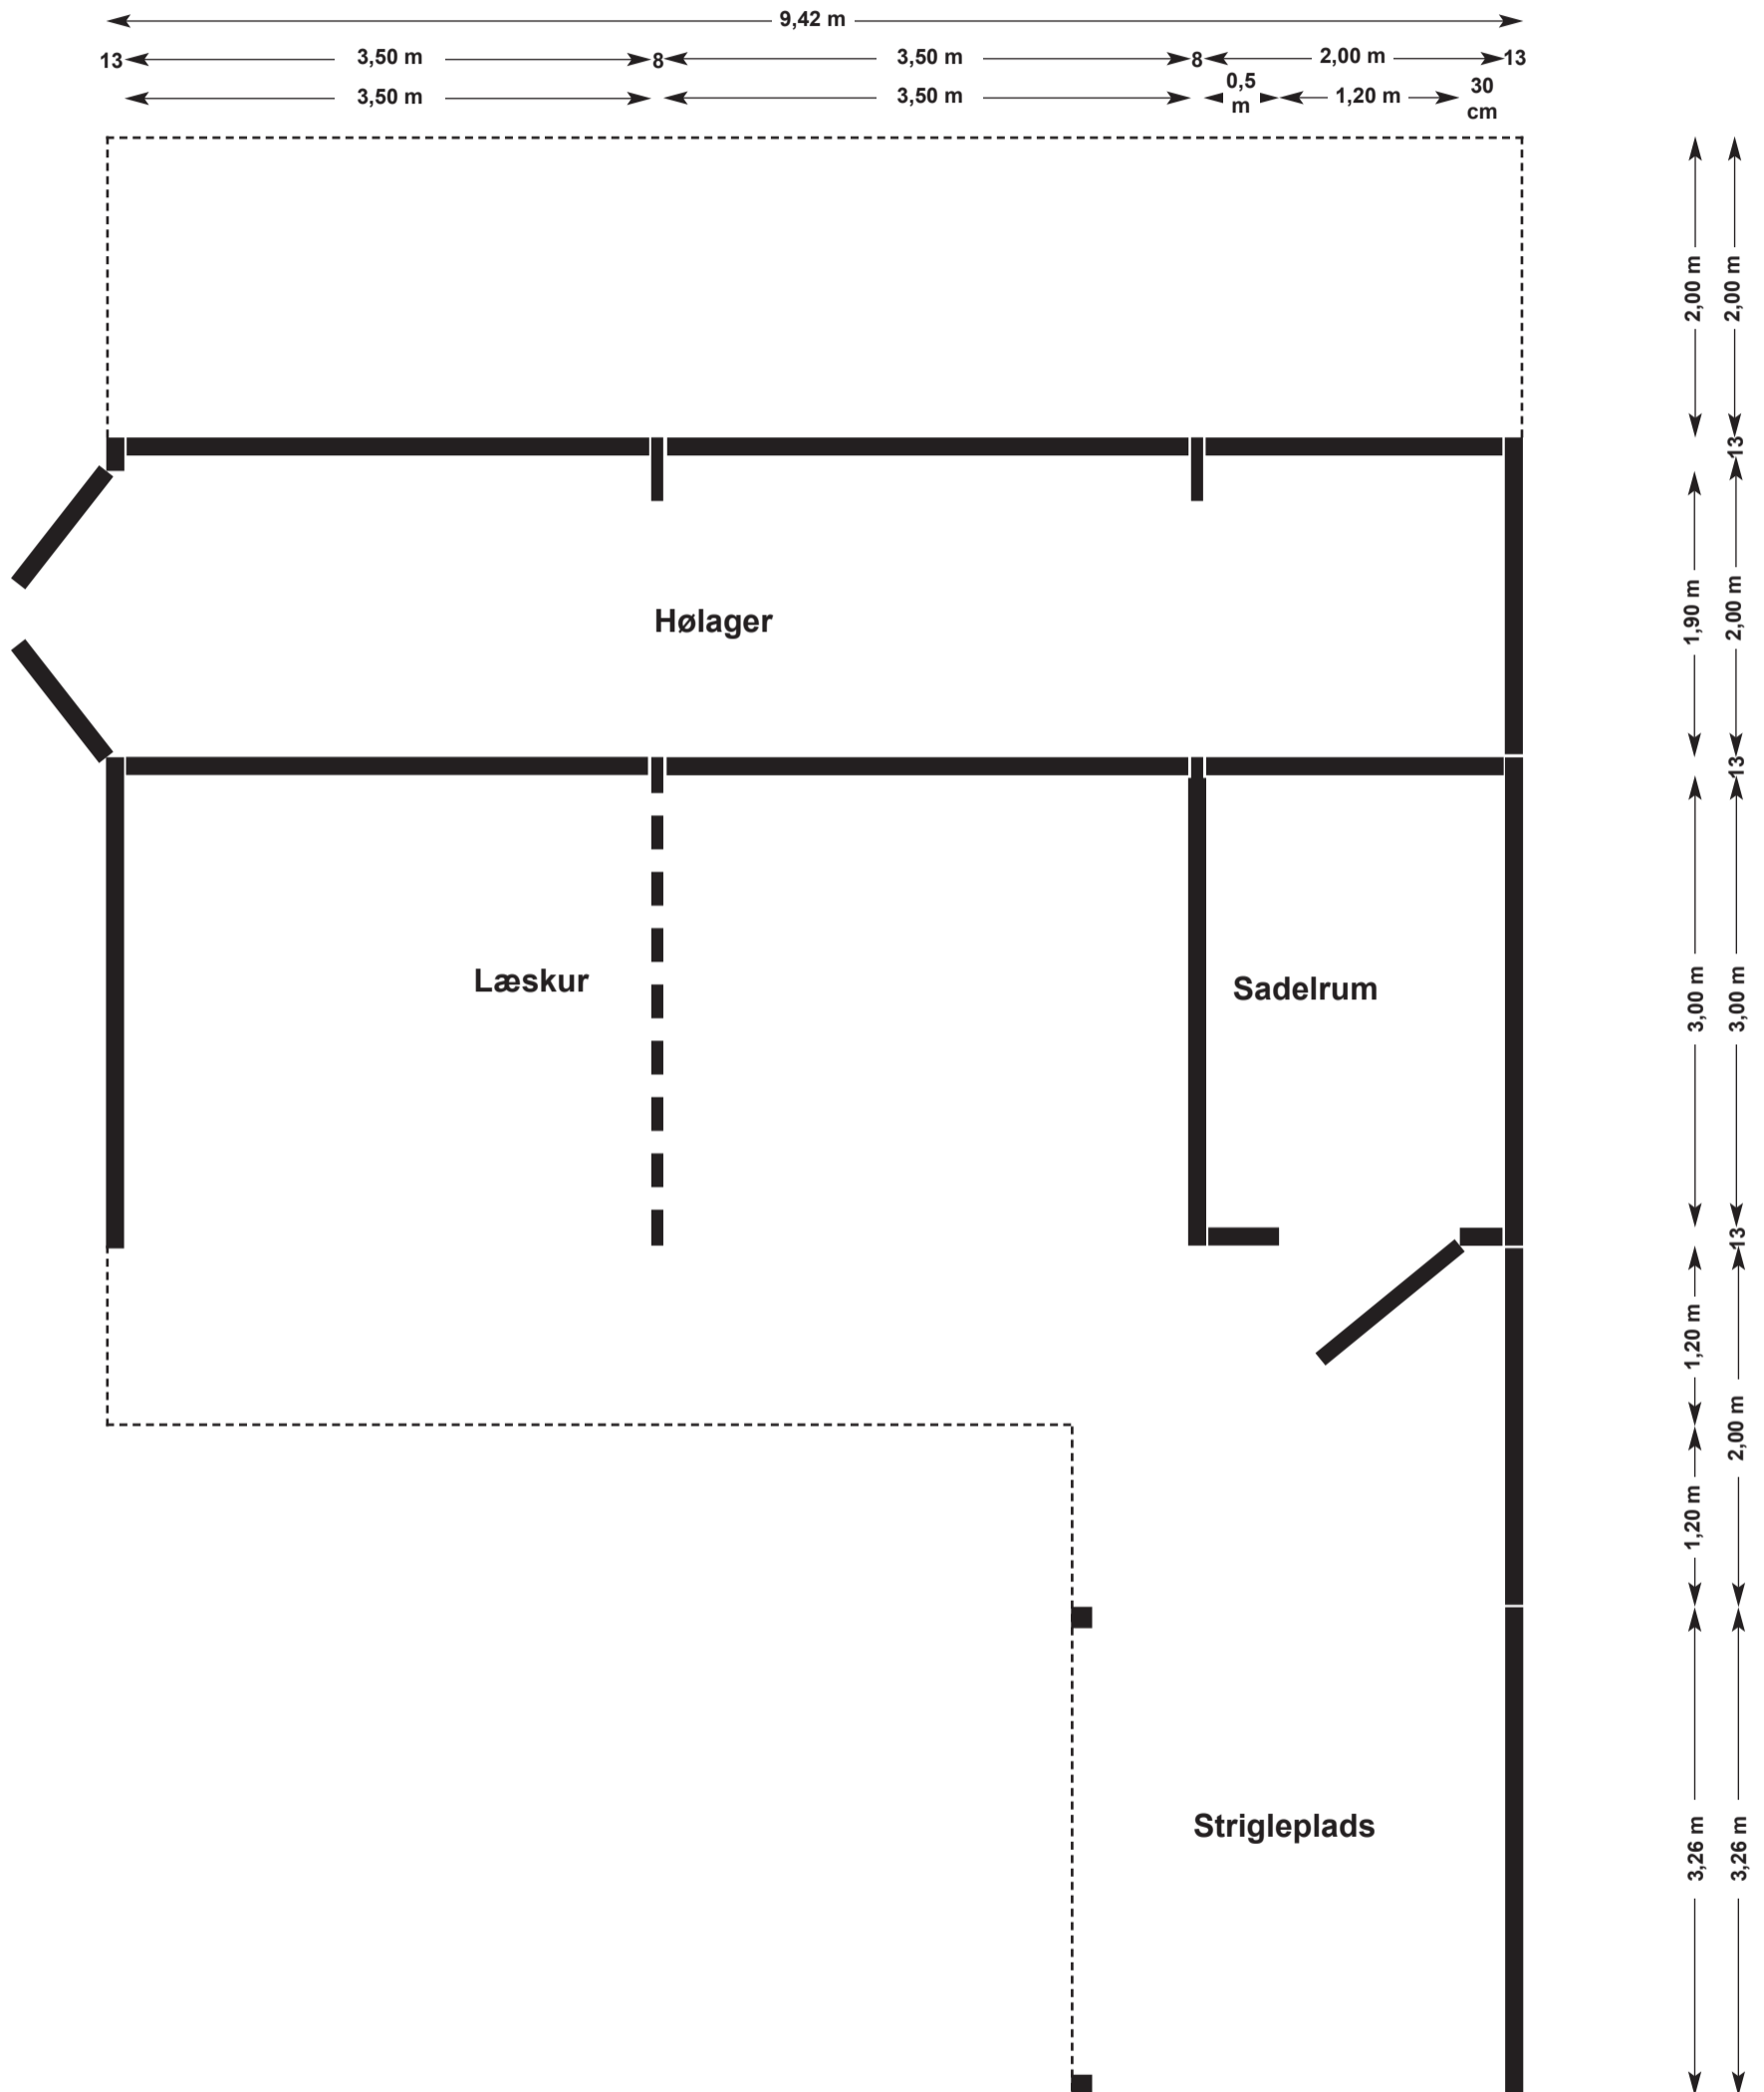 9,42 m
13 3,50 m 8 3,50 m 8 2,00 m 13
3,50 m 3,50 m 0,5 m 1,20 m 30 cm
2,00 m 2,00 m
13
Hølager
1,90 m 2,00 m
13
Læskur
Sadelrum
3,00 m 3,00 m
13
1,20 m
2,00 m
1,20 m
Strigleplads
3,26 m 3,26 m